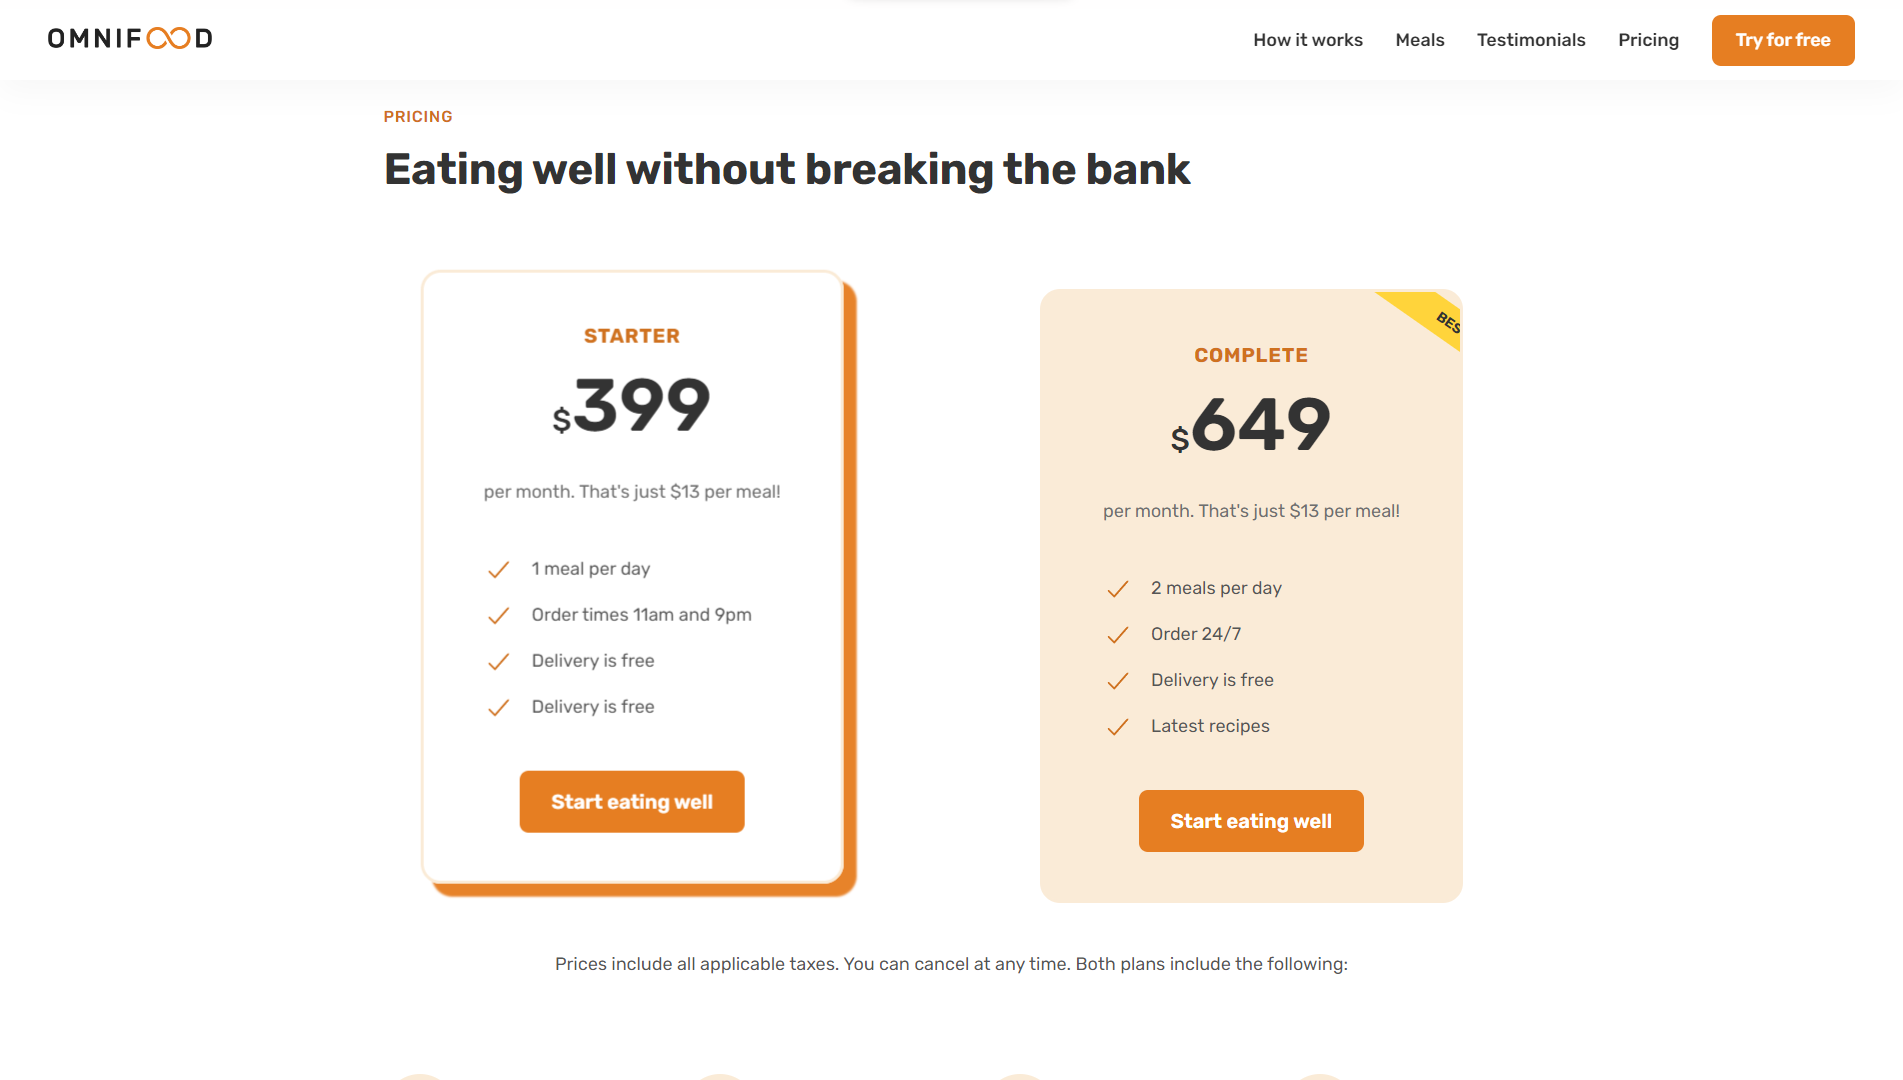 OMNIFOOD
How it works
Meals
Testimonials
Pricing
Try for free
PRICING
Eating well without breaking the bank
STARTER
$399
per month. That's just $13 per meal!
1 meal per day
Order times 11am and 9pm
Delivery is free
Delivery is free
Start eating well
BES
COMPLETE
$649
per month. That's just $13 per meal!
2 meals per day
Order 24/7
Delivery is free
Latest recipes
Start eating well
Prices include all applicable taxes. You can cancel at any time. Both plans include the following: